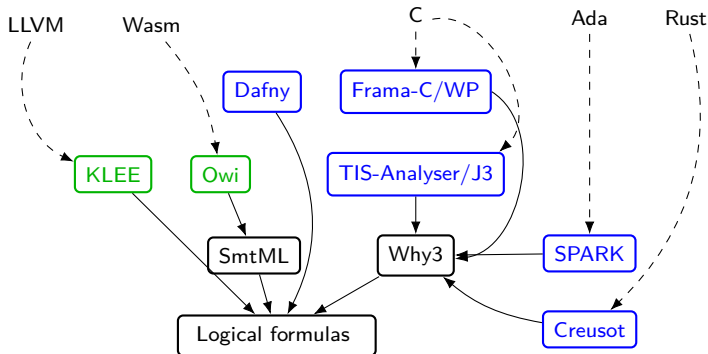 LLVM
Wasm
C
Ada
Rust
Dafny
Frama-C/WP
KLEE
Owi
TIS-Analyser/J3
SmtML
Why3
SPARK
Logical formulas
Creusot